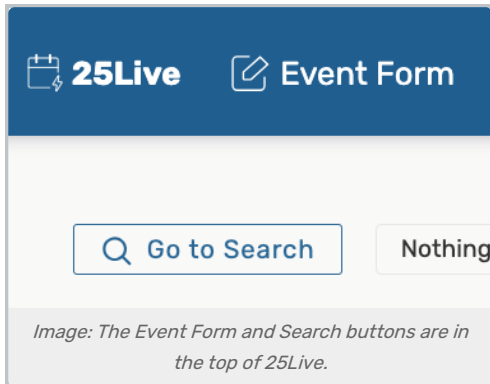 25Live Event Form
Go to Search Nothing
Image: The Event Form and Search buttons are in
the top of 25Live.